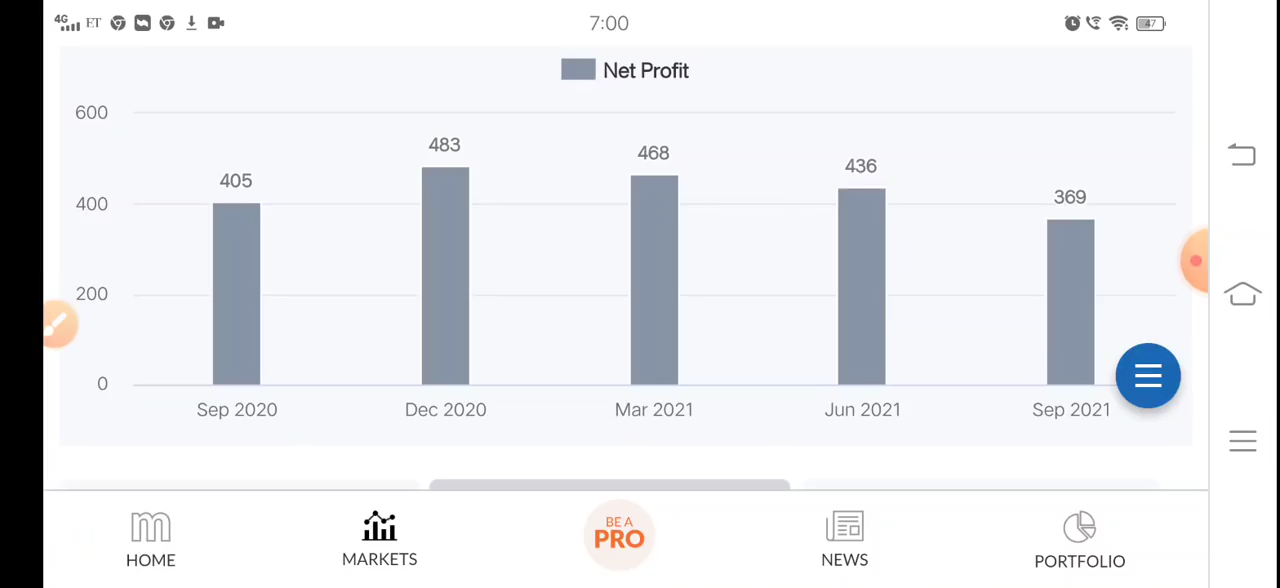 4G ET 7:00 47
Net Profit
600
400
200
0
405
483
468
436
369
Sep 2020 Dec 2020 Mar 2021 Jun 2021 Sep 2021
BE A
PRO
HOME MARKETS NEWS PORTFOLIO